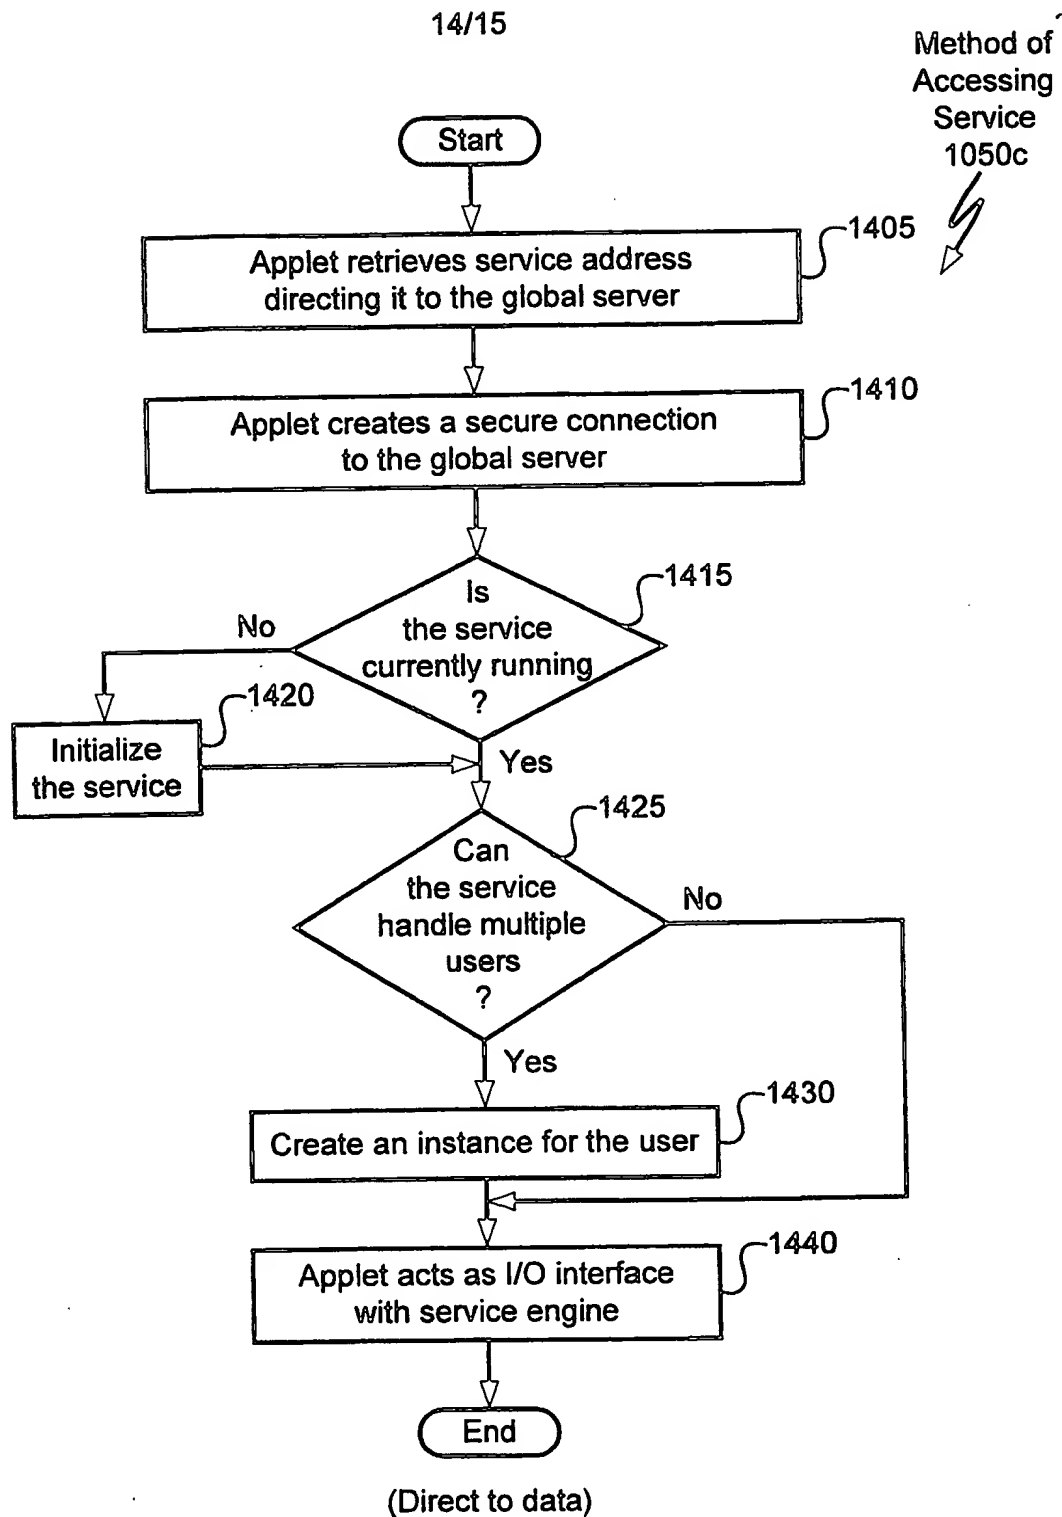 14/15
Method of
Accessing
Service
1050c
Start
1405
Applet retrieves service address
directing it to the global server
1410
Applet creates a secure connection
to the global server
1415
Is
the service
currently running
?
No
1420
Initialize
the service
Yes
1425
Can
the service
handle multiple
users
?
No
Yes
1430
Create an instance for the user
1440
Applet acts as I/O interface
with service engine
End
(Direct to data)